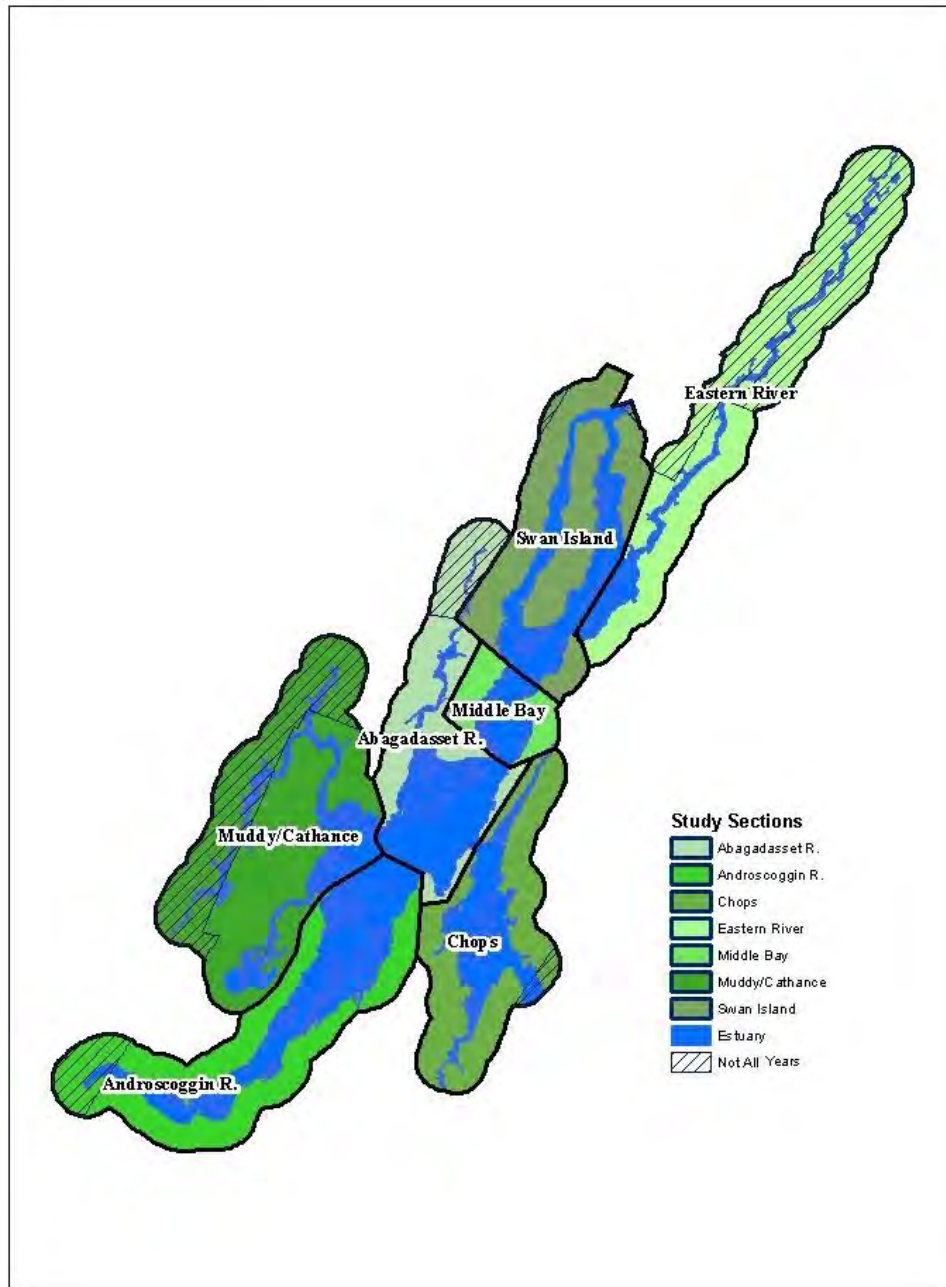 Eastern River
Swan Island
Middle Bay
Abagadasset R.
Muddy/Cathance
Chops
Androscoggin R.
Study Sections
Abagadasset R.
Androscoggin R.
Chops
Eastern River
Middle Bay
Muddy/Cathance
Swan Island
Estuary
Not All Years